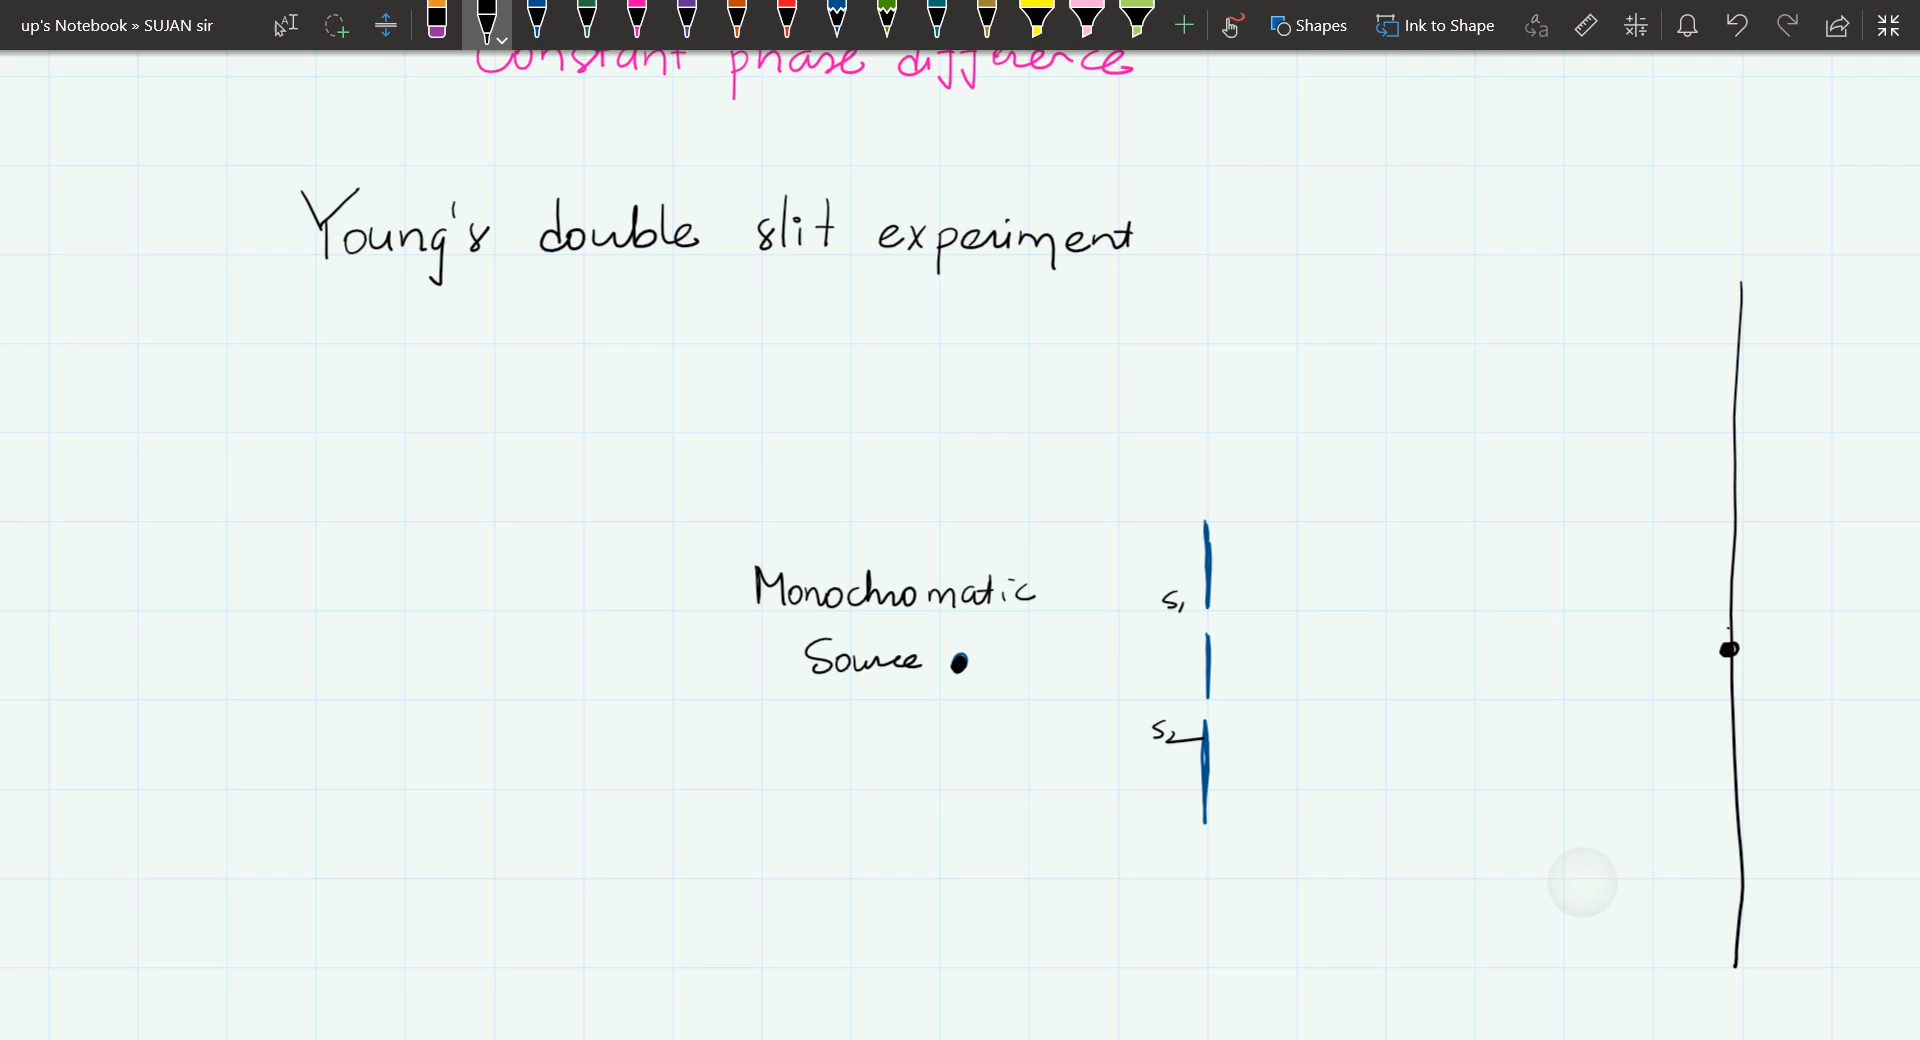 up's Notebook » SUJAN sir
Shapes
Ink to Shape
Constant phase difference
Young's double slit experiment
Monochromatic
Source
S1
S2